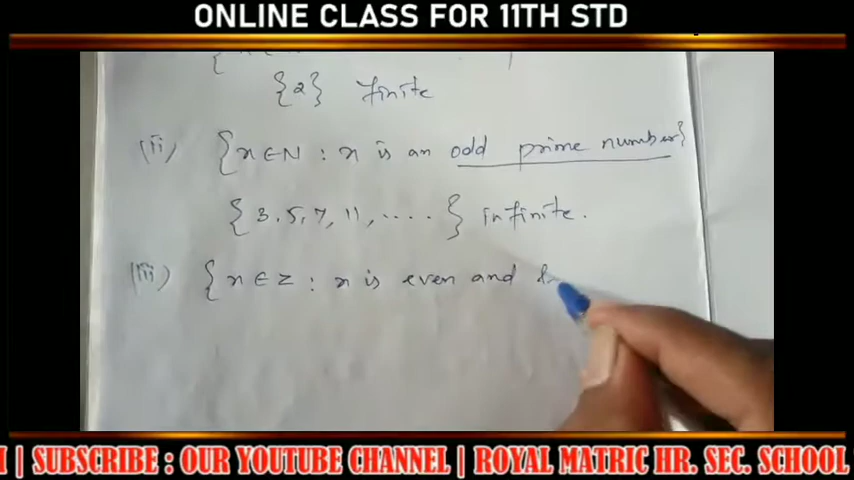 ONLINE CLASS FOR 11TH STD
{2} finite
(ii) {x ∈ N : x is an odd prime number}
{3, 5, 7, 11, .....} infinite.
(iii) {x ∈ Z : x is even and
| SUBSCRIBE : OUR YOUTUBE CHANNEL | ROYAL MATRIC HR. SEC. SCHOOL